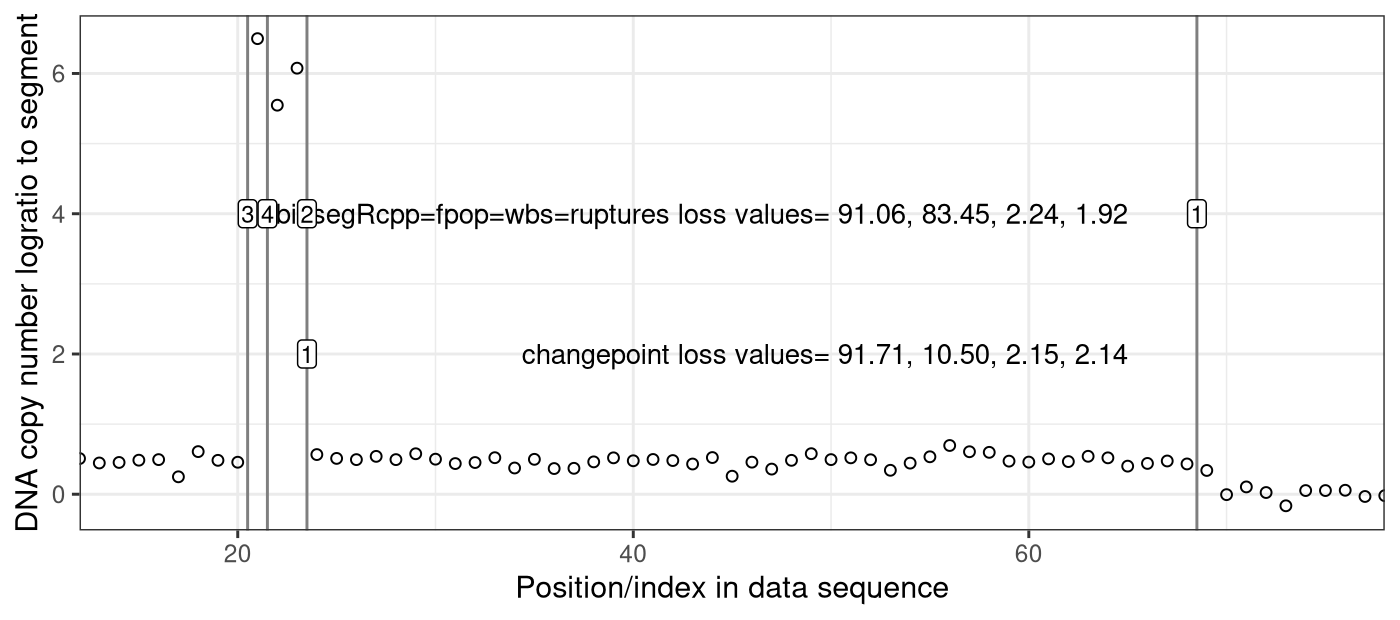 DNA copy number logratio to segment
6
4
2
0
3 4 bi 2 segRcpp=fpop=wbs=ruptures loss values= 91.06, 83.45, 2.24, 1.92 1
1 changepoint loss values= 91.71, 10.50, 2.15, 2.14
20 40 60
Position/index in data sequence